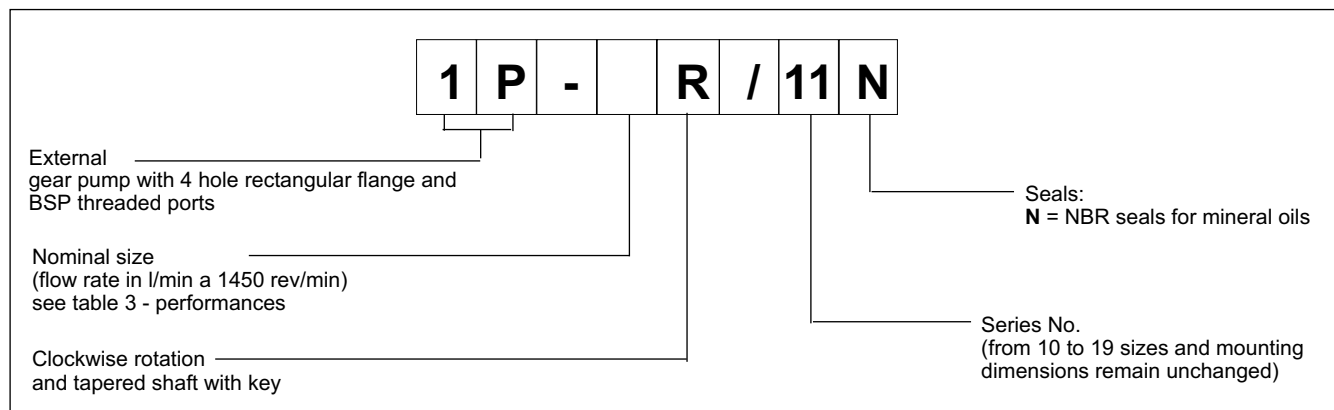 1 P - R / 11 N
External
gear pump with 4 hole rectangular flange and
BSP threaded ports
Nominal size
(flow rate in l/min a 1450 rev/min)
see table 3 - performances
Clockwise rotation
and tapered shaft with key
Seals:
N = NBR seals for mineral oils
Series No.
(from 10 to 19 sizes and mounting
dimensions remain unchanged)